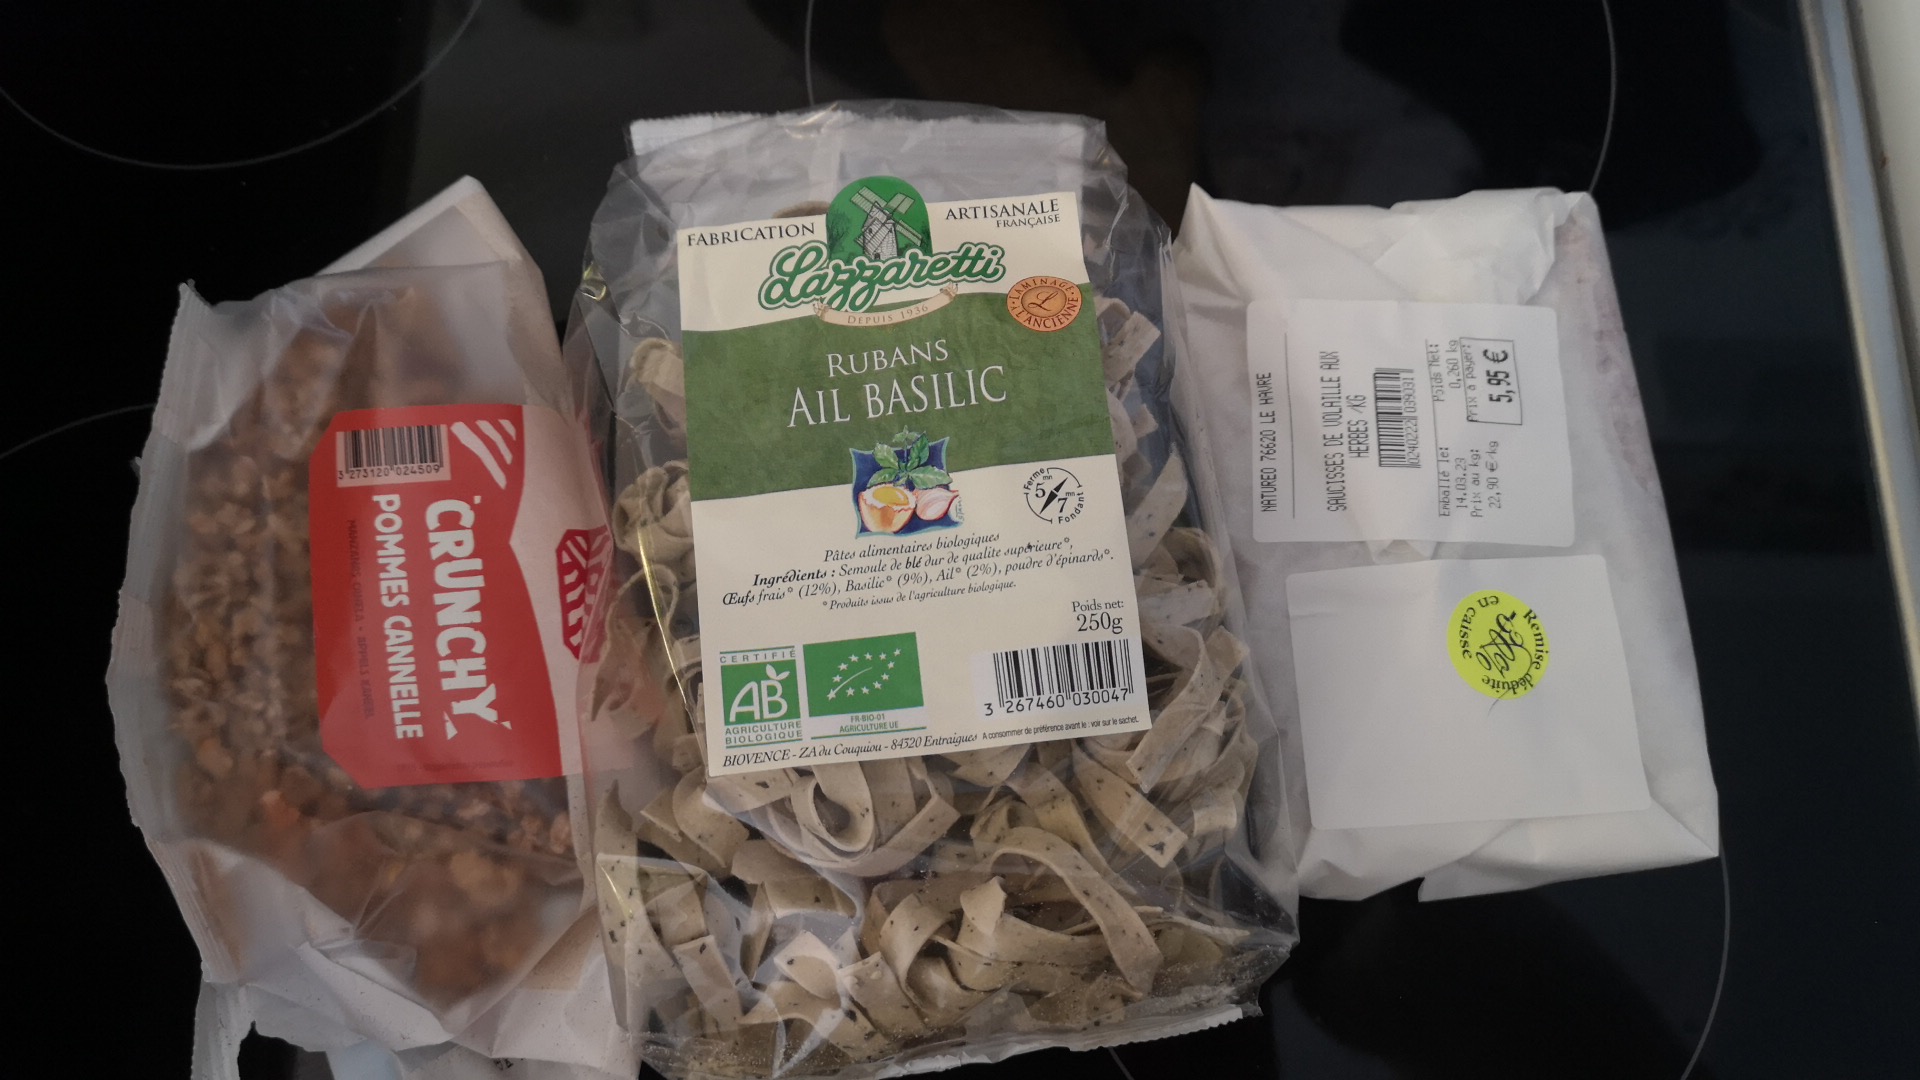 3 273120 024509
CRUNCHY
POMMES CANNELLE
FABRICATION
ARTISANALE
FRANÇAISE
Lazzaretti
DEPUIS 1936
LAMINAGE
L
À L'ANCIENNE
RUBANS
AIL BASILIC
Ferme
5 mn
7 mn
Fondant
Pâtes alimentaires biologiques
Ingrédients : Semoule de blé dur de qualite supérieure°,
Œufs frais° (12%), Basilic° (9%), Ail° (2%), poudre d'épinards°.
°Produits issus de l'agriculture biologique.
Poids net:
250g
CERTIFIÉ
AB
AGRICULTURE
BIOLOGIQUE
FR-BIO-01
AGRICULTURE UE
3 267460 030047
A consommer de préférence avant le : voir sur le sachet.
BIOVENCE - ZA du Couquiou - 84320 Entraigues
NATUREO 76620 LE HAVRE
SAUCISSES DE VOLAILLE AUX
HERBES /KG
Emballé le:
14.03.23
Prix au kg:
22,90 €/kg
Poids Net:
0,260 kg
Prix à payer:
5,95 €
Remise déduite
en caisse